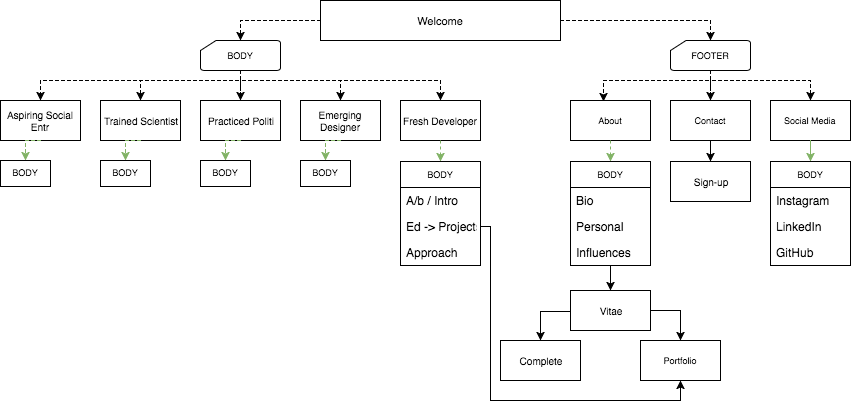 Welcome
BODY
FOOTER
Aspiring Social
Entr
Trained Scientist
Practiced Politi
Emerging
Designer
Fresh Developer
About
Contact
Social Media
BODY
BODY
BODY
BODY
BODY
A/b / Intro
Ed -> Project
Approach
BODY
Bio
Personal
Influences
Sign-up
BODY
Instagram
LinkedIn
GitHub
Vitae
Complete
Portfolio